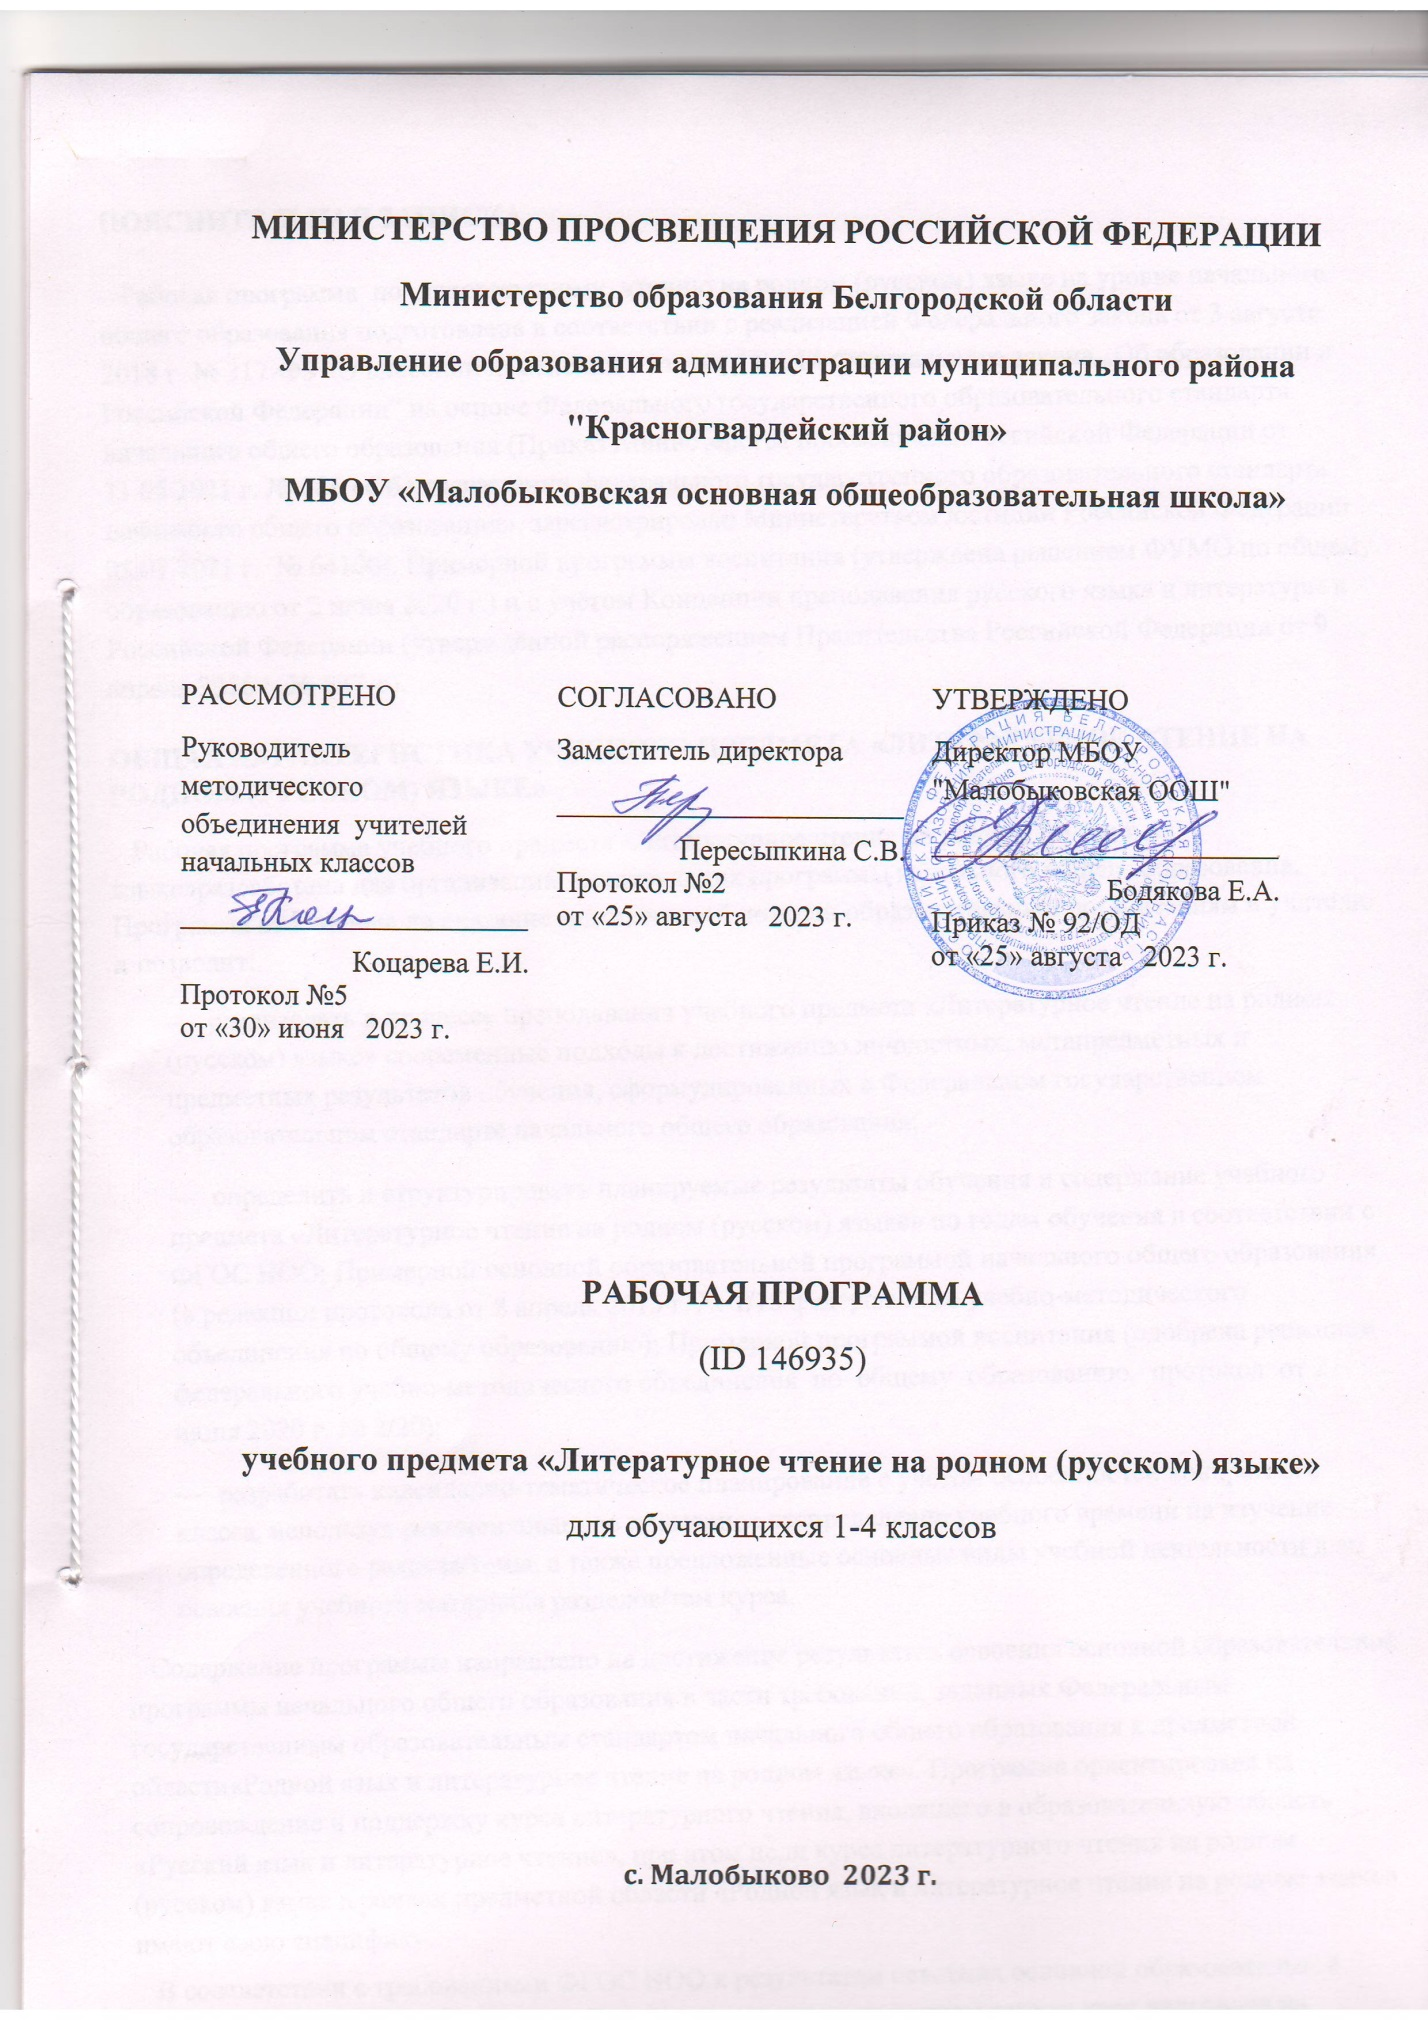 МИНИСТЕРСТВО ПРОСВЕЩЕНИЯ РОССИЙСКОЙ ФЕДЕРАЦИИ
Министерство образования Белгородской области
Управление образования администрации муниципального района
"Красногвардейский район»
МБОУ «Малобыковская основная общеобразовательная школа»
РАССМОТРЕНО
Руководитель
методического
объединения учителей
начальных классов
Коцарева Е.И.
Протокол №5
от «30» июня 2023 г.
СОГЛАСОВАНО
Заместитель директора
Пересыпкина С.В.
Протокол №2
от «25» августа 2023 г.
УТВЕРЖДЕНО
Директор МБОУ
"Малобыковская ООШ"
Бодякова Е.А.
Приказ № 92/ОД
от «25» августа 2023 г.
РАБОЧАЯ ПРОГРАММА
(ID 146935)
учебного предмета «Литературное чтение на родном (русском) языке»
для обучающихся 1-4 классов
с. Малобыково 2023 г.